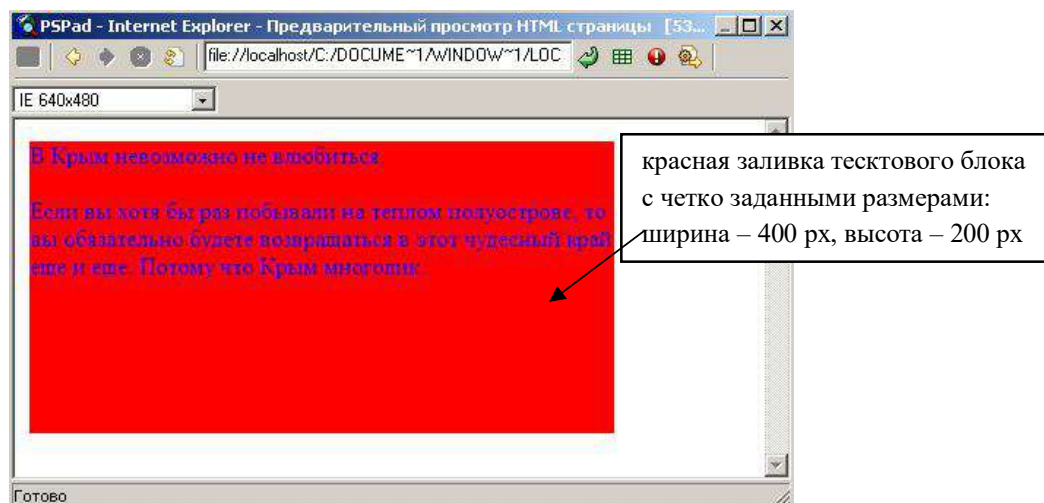 PSPad - Internet Explorer - Предварительный просмотр HTML страницы [53...
file://localhost/C:/DOCUME~1/WINDOW~1/LOC
IE 640x480
В Крым невозможно не влюбиться
Если вы хотя бы раз побывали на теплом полуострове, то
вы обязательно будете возвращаться в этот чудесный край
еще и еще. Потому что Крым многолик.
красная заливка тесктового блока
с четко заданными размерами:
ширина – 400 px, высота – 200 px
Готово